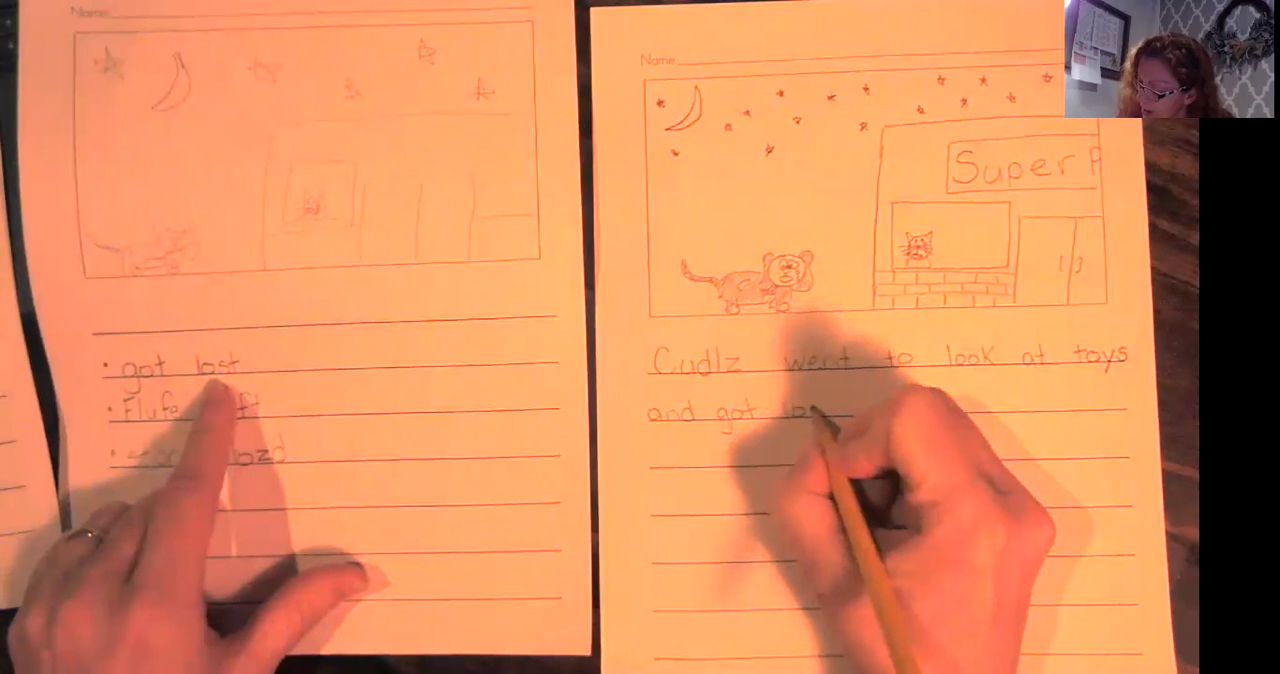 Name
• got lost
• Flufe
Name
Super
Cudlz went to look at toys
and got